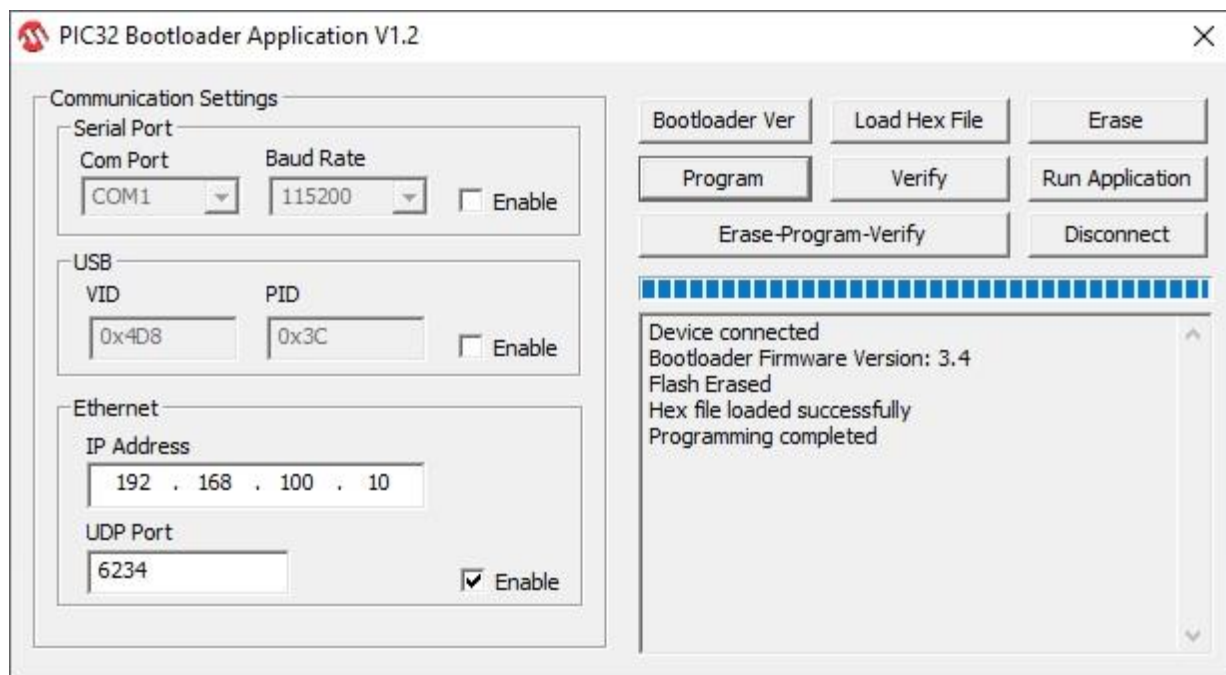 PIC32 Bootloader Application V1.2
Communication Settings
Serial Port
Com Port Baud Rate
COM1 115200 Enable
USB
VID PID
0x4D8 0x3C Enable
Ethernet
IP Address
192 . 168 . 100 . 10
UDP Port
6234 Enable
Bootloader Ver Load Hex File Erase
Program Verify Run Application
Erase-Program-Verify Disconnect
Device connected
Bootloader Firmware Version: 3.4
Flash Erased
Hex file loaded successfully
Programming completed